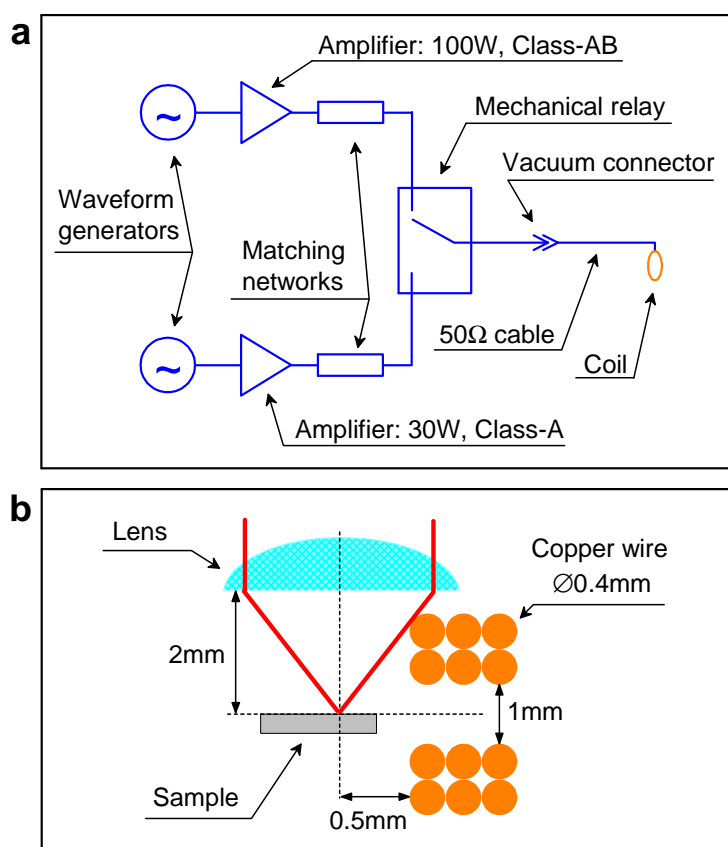 a
Amplifier: 100W, Class-AB
Mechanical relay
Vacuum connector
~
Waveform
generators
Matching
networks
50Ω cable
Coil
~
Amplifier: 30W, Class-A
b
Lens
Copper wire
∅0.4mm
2mm
1mm
Sample
0.5mm